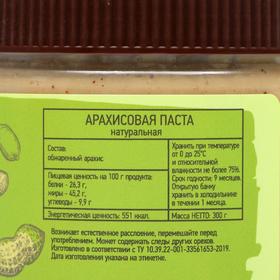 АРАХИСОВАЯ ПАСТА
натуральная
Состав:
обжаренный арахис.
Пищевая ценность на 100 г продукта:
белки - 26,3 г,
жиры - 45,2 г,
углеводы - 9,9 г
Энергетическая ценность: 551 ккал.
Хранить при температуре
от 0 до 25°C
и относительной
влажности не более 75%.
Срок годности: 9 месяцев.
Открытую банку
хранить в холодильнике
в течении 1 месяца.
Масса НЕТТО: 300 г
Возникает естественное расслоение, перемешайте перед
употреблением. Может содержать следы других орехов.
Изготовлено в соответствии с ТУ 10.39.22-001-33561653-2019.
Дата изготовления указана на этикетке.